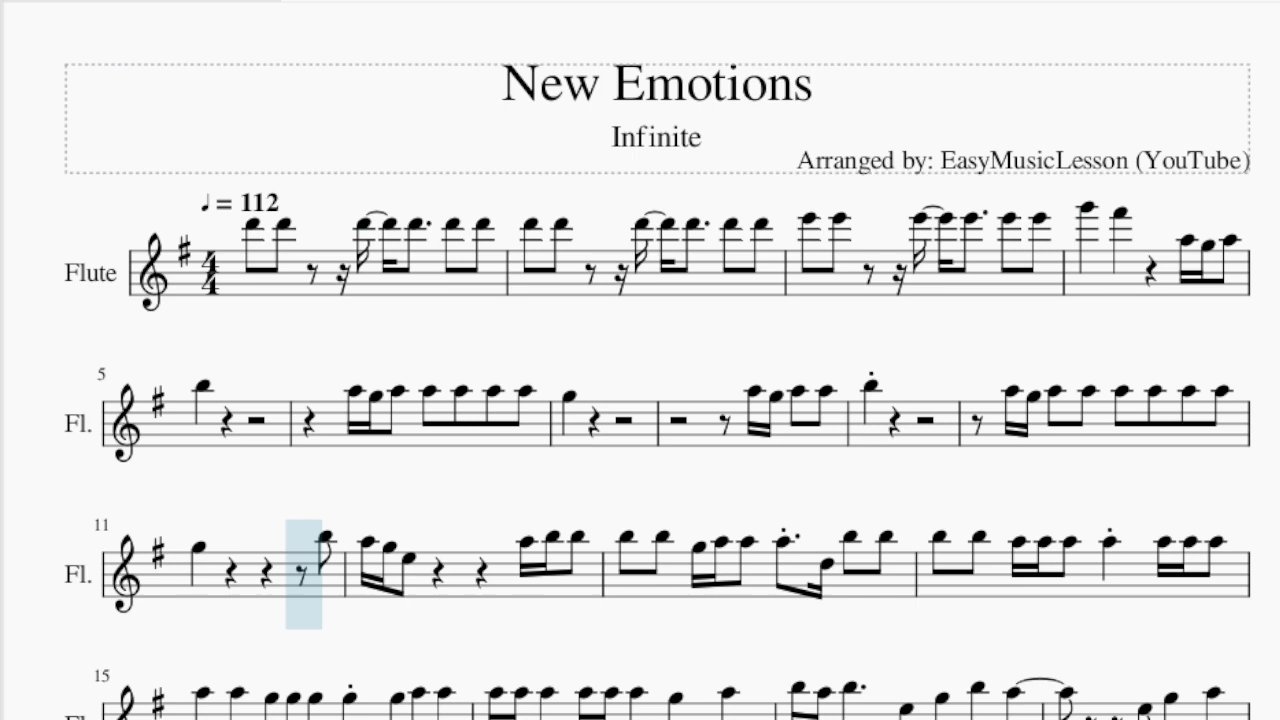 New Emotions
Infinite
Arranged by: EasyMusicLesson (YouTube)
♩ = 112
Flute
4
4
5
Fl.
11
Fl.
15
Fl.